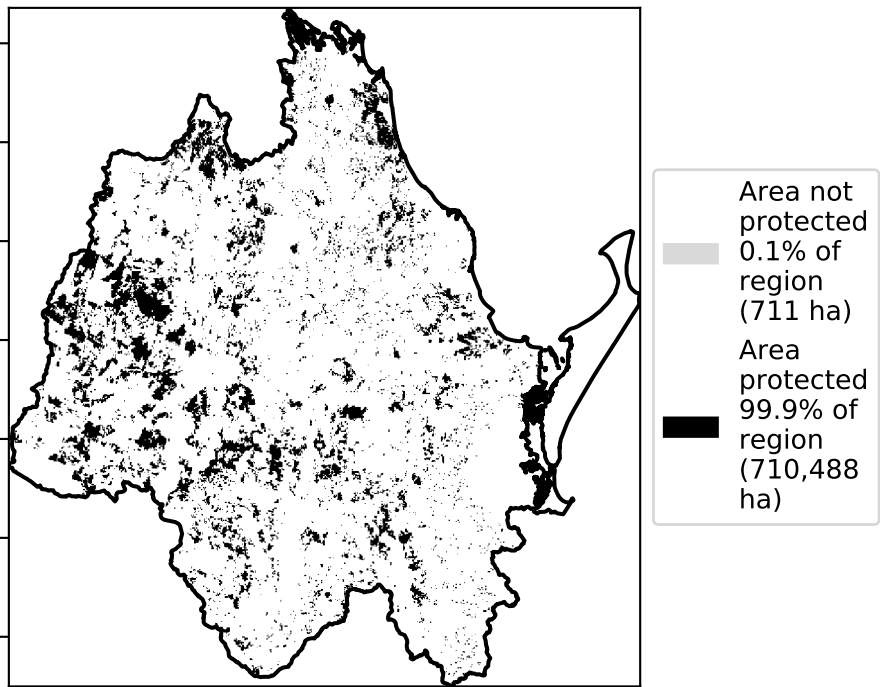 Area not
protected
0.1% of
region
(711 ha)
Area
protected
99.9% of
region
(710,488
ha)